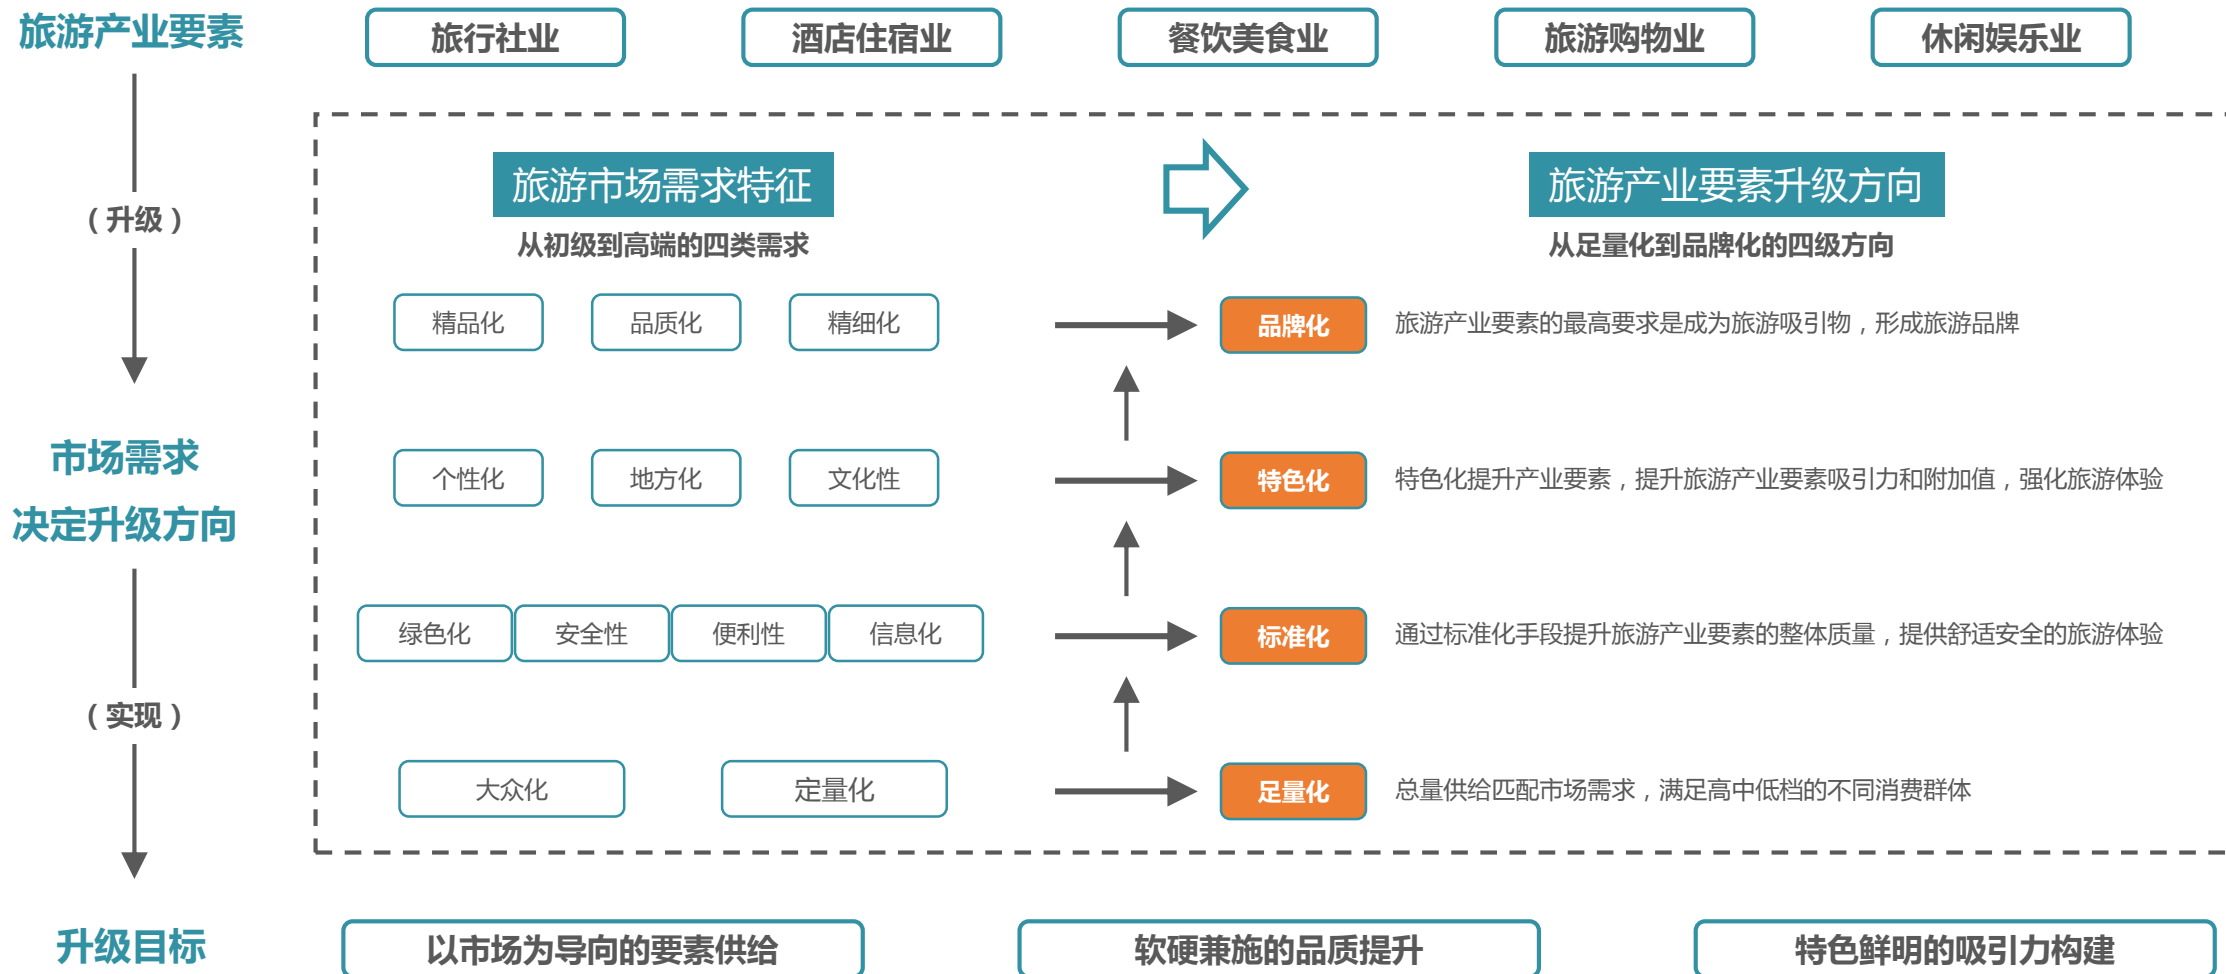 旅游产业要素
旅行社业
酒店住宿业
餐饮美食业
旅游购物业
休闲娱乐业
（升级）
旅游市场需求特征
旅游产业要素升级方向
从初级到高端的四类需求
从足量化到品牌化的四级方向
精品化
品质化
精细化
品牌化
旅游产业要素的最高要求是成为旅游吸引物，形成旅游品牌
市场需求
决定升级方向
个性化
地方化
文化性
特色化
特色化提升产业要素，提升旅游产业要素吸引力和附加值，强化旅游体验
绿色化
安全性
便利性
信息化
标准化
通过标准化手段提升旅游产业要素的整体质量，提供舒适安全的旅游体验
（实现）
大众化
定量化
足量化
总量供给匹配市场需求，满足高中低档的不同消费群体
升级目标
以市场为导向的要素供给
软硬兼施的品质提升
特色鲜明的吸引力构建